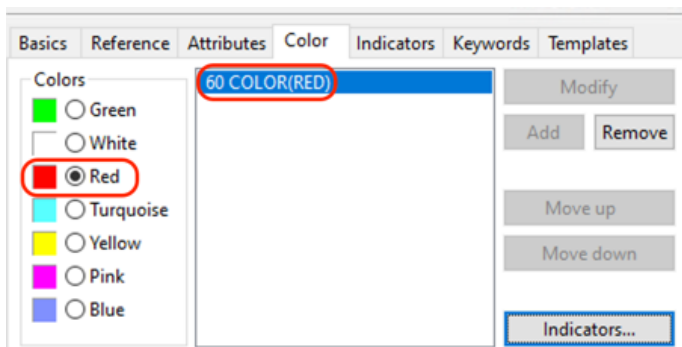 Basics Reference Attributes Color Indicators Keywords Templates
Colors
Green
White
Red
Turquoise
Yellow
Pink
Blue
60 COLOR(RED)
Modify
Add Remove
Move up
Move down
Indicators...